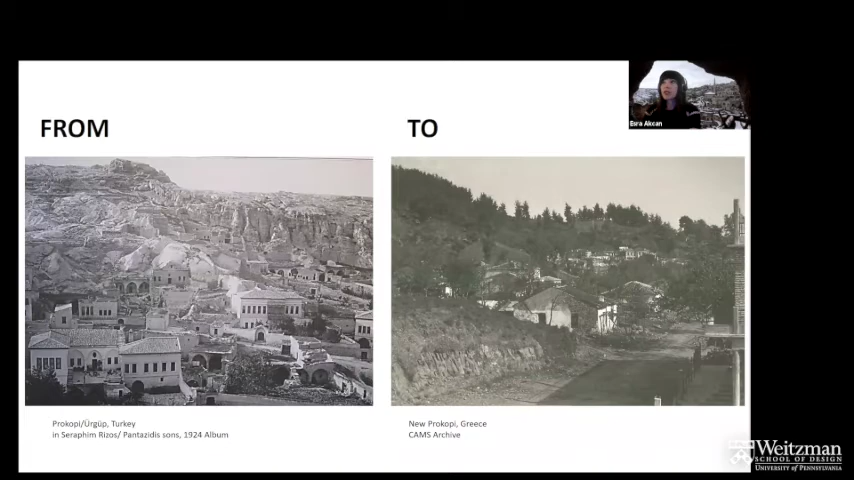 FROM
TO
Esra Akcan
Prokopi/Ürgüp, Turkey
in Seraphim Rizos/ Pantazidis sons, 1924 Album
New Prokopi, Greece
CAMS Archive
Weitzman
SCHOOL OF DESIGN
UNIVERSITY of PENNSYLVANIA